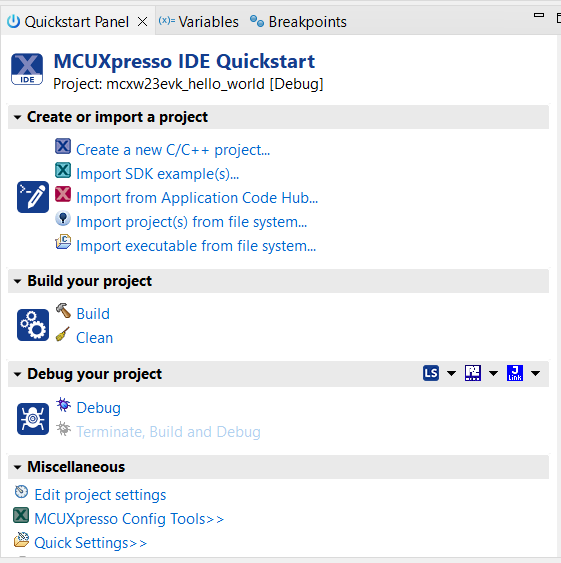 Quickstart Panel
(x)= Variables
Breakpoints
X
IDE
MCUXpresso IDE Quickstart
Project: mcxw23evk_hello_world [Debug]
Create or import a project
Create a new C/C++ project...
Import SDK example(s)...
Import from Application Code Hub...
Import project(s) from file system...
Import executable from file system...
Build your project
Build
Clean
Debug your project
LS
PE
J
Link
Debug
Terminate, Build and Debug
Miscellaneous
Edit project settings
MCUXpresso Config Tools>>
Quick Settings>>